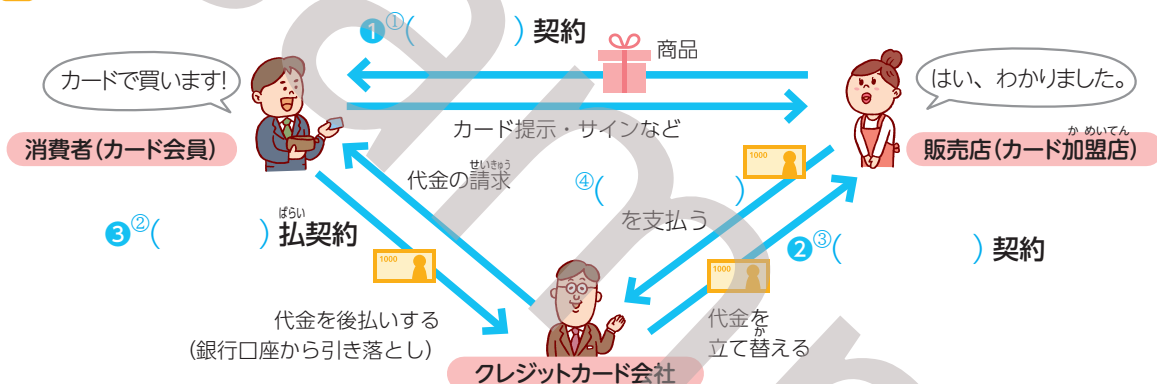 ❶①(　　　　)契約
商品
カードで買います!
はい、わかりました。
カード提示・サインなど
消費者(カード会員)
かめいてん
販売店(カード加盟店)
せいきゅう
代金の請求
④(　　　　)
を支払う
1000
ばらい
❸②(　　　　)払契約
❷③(　　　　)契約
1000
1000
代金を後払いする
(銀行口座から引き落とし)
代金を
か
立て替える
クレジットカード会社